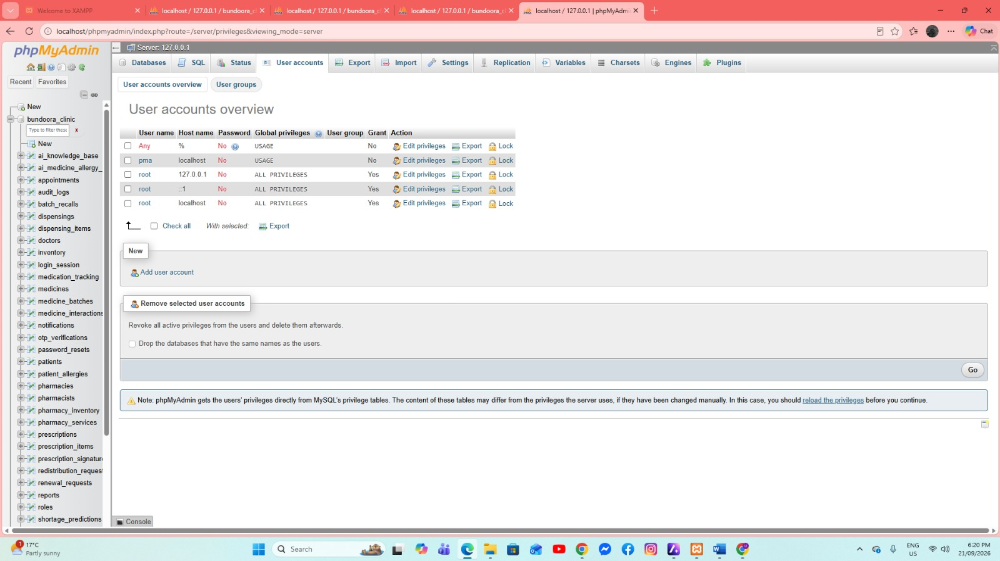 Welcome to XAMPP
localhost / 127.0.0.1 / bundoora_cl
localhost / 127.0.0.1 / bundoora_cl
localhost / 127.0.0.1 / bundoora_cl
localhost / 127.0.0.1 | phpMyAdmi
localhost/phpmyadmin/index.php?route=/server/privileges&viewing_mode=server
Chat
phpMyAdmin
Recent Favorites
New
bundoora_clinic
Type to filter these X
New
ai_knowledge_base
ai_medicine_allergy_
appointments
audit_logs
batch_recalls
dispensings
dispensing_items
doctors
inventory
login_session
medication_tracking
medicines
medicine_batches
medicine_interactions
notifications
otp_verifications
password_resets
patients
patient_allergies
pharmacies
pharmacists
pharmacy_inventory
pharmacy_services
prescriptions
prescription_items
prescription_signatur
redistribution_reques
renewal_requests
reports
roles
shortage_predictions
Server: 127.0.0.1
Databases SQL Status User accounts Export Import Settings Replication Variables Charsets Engines Plugins
User accounts overview User groups
User accounts overview
User name Host name Password Global privileges User group Grant Action
Any % No USAGE No Edit privileges Export Lock
pma localhost No USAGE No Edit privileges Export Lock
root 127.0.0.1 No ALL PRIVILEGES Yes Edit privileges Export Lock
root ::1 No ALL PRIVILEGES Yes Edit privileges Export Lock
root localhost No ALL PRIVILEGES Yes Edit privileges Export Lock
Check all With selected: Export
New
Add user account
Remove selected user accounts
Revoke all active privileges from the users and delete them afterwards.
Drop the databases that have the same names as the users.
Go
Note: phpMyAdmin gets the users' privileges directly from MySQL's privilege tables. The content of these tables may differ from the privileges the server uses, if they have been changed manually. In this case, you should reload the privileges before you continue.
Console
1
17°C
Partly sunny
Search
ENG
US
6:20 PM
21/09/2026